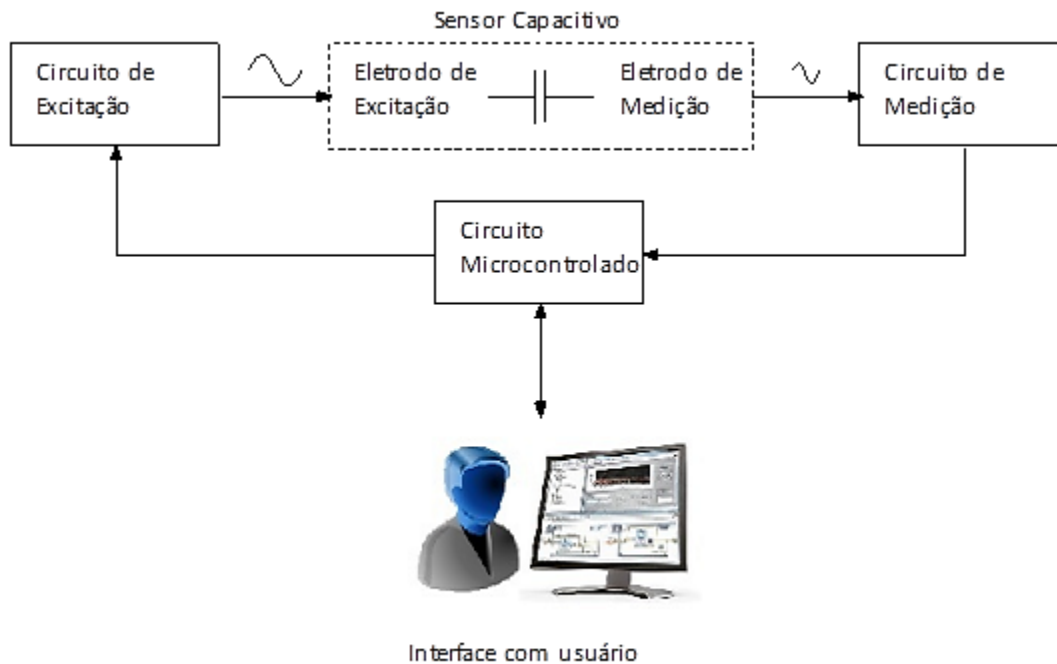 Sensor Capacitivo
Circuito de
Excitação
Eletrodo de
Excitação
Eletrodo de
Medição
Circuito de
Medição
Circuito
Microcontrolado
Interface com usuário